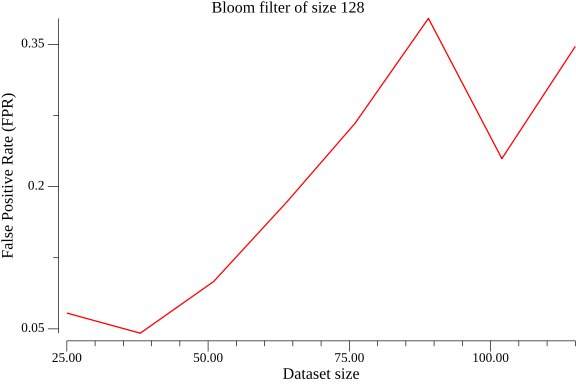 Bloom filter of size 128
False Positive Rate (FPR)
0.35
0.2
0.05
25.00 50.00 75.00 100.00
Dataset size